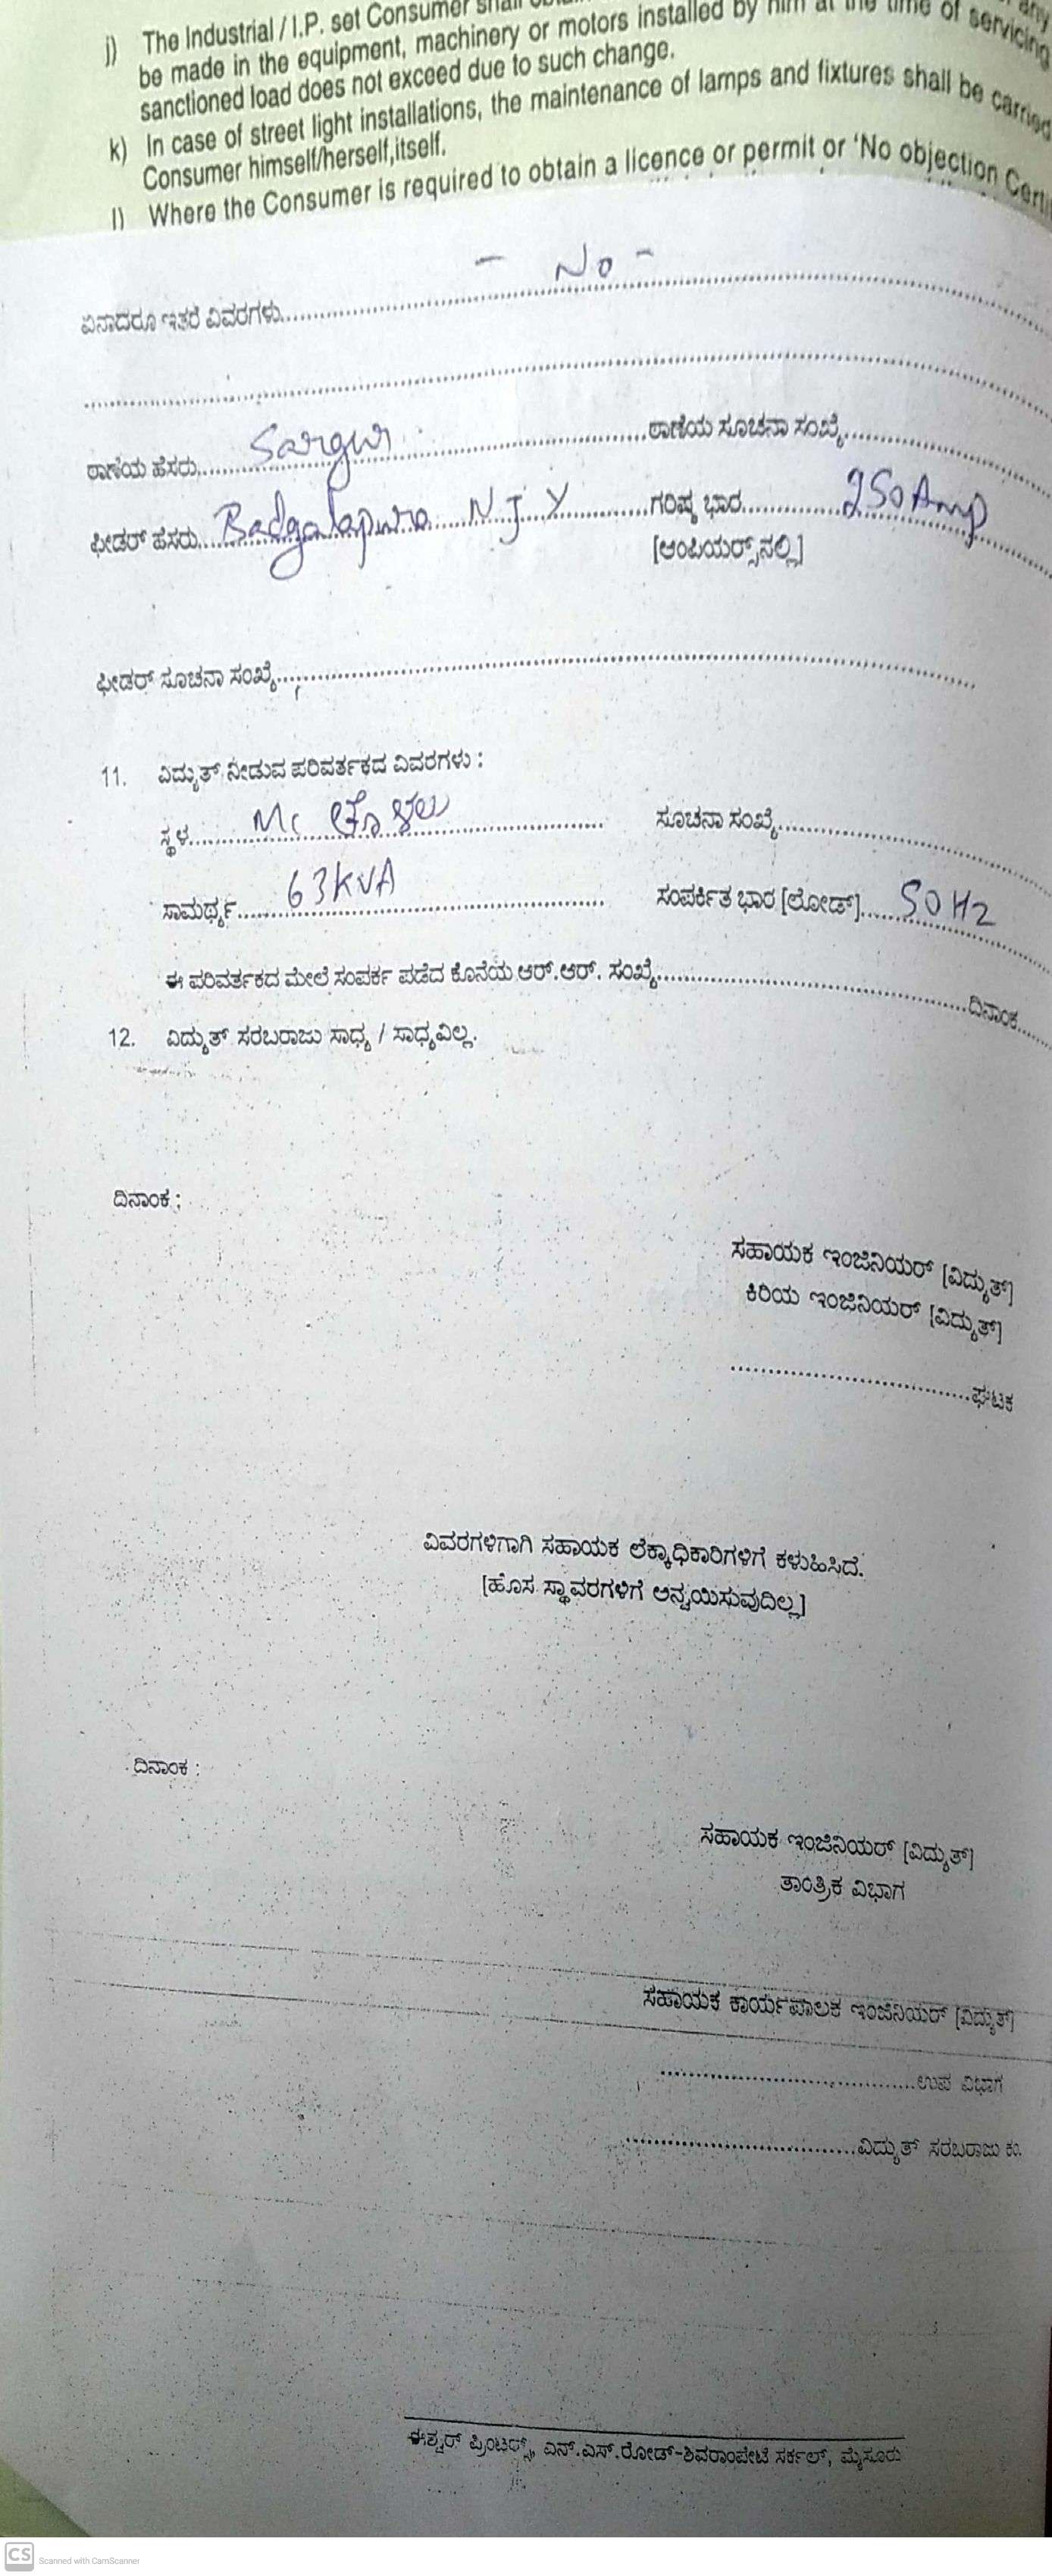 j) The Industrial / I.P. set Consumer shall
be made in the equipment, machinery or motors installed by him at the time of servicing
sanctioned load does not exceed due to such change.
k) In case of street light installations, the maintenance of lamps and fixtures shall be carried
Consumer himself/herself,itself.
l) Where the Consumer is required to obtain a licence or permit or 'No objection Certi
- No -
ಏನಾದರೂ ಇತರೆ ವಿವರಗಳು
ಠಾಣೆಯ ಹೆಸರು Sargur ಠಾಣೆಯ ಸೂಚನಾ ಸಂಖ್ಯೆ
ಫೀಡರ್ ಹೆಸರು Badgalapura NJY ಗರಿಷ್ಠ ಭಾರ 250Amp
[ಆಂಪಿಯರ್ಸ್‌ನಲ್ಲಿ]
ಫೀಡರ್ ಸೂಚನಾ ಸಂಖ್ಯೆ
11. ವಿದ್ಯುತ್ ನೀಡುವ ಪರಿವರ್ತಕದ ವಿವರಗಳು :
ಸ್ಥಳ ಸೂಚನಾ ಸಂಖ್ಯೆ
ಸಾಮರ್ಥ್ಯ 63KVA ಸಂಪರ್ಕಿತ ಭಾರ [ಲೋಡ್] 50Hz
ಈ ಪರಿವರ್ತಕದ ಮೇಲೆ ಸಂಪರ್ಕ ಪಡೆದ ಕೊನೆಯ ಆರ್.ಆರ್. ಸಂಖ್ಯೆ ದಿನಾಂಕ
12. ವಿದ್ಯುತ್ ಸರಬರಾಜು ಸಾಧ್ಯ / ಸಾಧ್ಯವಿಲ್ಲ.
ದಿನಾಂಕ :
ಸಹಾಯಕ ಇಂಜಿನಿಯರ್ [ವಿದ್ಯುತ್]
ಕಿರಿಯ ಇಂಜಿನಿಯರ್ [ವಿದ್ಯುತ್]
ಘಟಕ
ವಿವರಗಳಿಗಾಗಿ ಸಹಾಯಕ ಲೆಕ್ಕಾಧಿಕಾರಿಗಳಿಗೆ ಕಳುಹಿಸಿದೆ.
[ಹೊಸ ಸ್ಥಾವರಗಳಿಗೆ ಅನ್ವಯಿಸುವುದಿಲ್ಲ]
ದಿನಾಂಕ :
ಸಹಾಯಕ ಇಂಜಿನಿಯರ್ [ವಿದ್ಯುತ್]
ತಾಂತ್ರಿಕ ವಿಭಾಗ
ಸಹಾಯಕ ಕಾರ್ಯಪಾಲಕ ಇಂಜಿನಿಯರ್ [ವಿದ್ಯುತ್]
ಉಪ ವಿಭಾಗ
ವಿದ್ಯುತ್ ಸರಬರಾಜು ಕಂ.
ಈಶ್ವರ್ ಪ್ರಿಂಟರ್ಸ್, ಎನ್.ಎಸ್.ರೋಡ್-ಶಿವರಾಂಪೇಟೆ ಸರ್ಕಲ್, ಮೈಸೂರು
CS Scanned with CamScanner